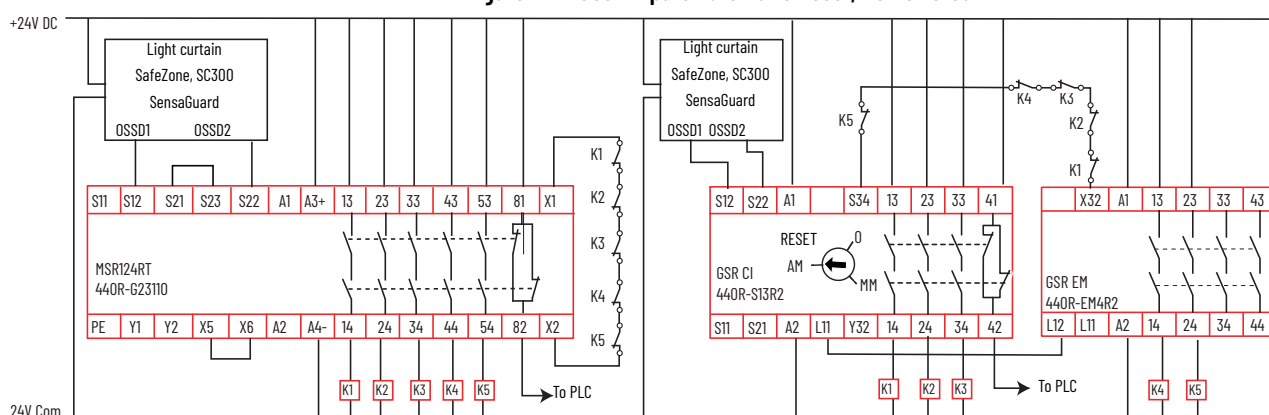 +24V DC
Light curtain
SafeZone, SC300
SensaGuard
OSSD1 OSSD2
Light curtain
SafeZone, SC300
SensaGuard
OSSD1 OSSD2
K4 K3
K5
K2
K1
K1
K2
K3
K4
K5
S11 S12 S21 S23 S22 A1 A3+ 13 23 33 43 53 81 X1
MSR124RT
440R-G23110
PE Y1 Y2 X5 X6 A2 A4- 14 24 34 44 54 82 X2
K1 K2 K3 K4 K5
To PLC
S12 S22 A1 S34 13 23 33 41
RESET
O
AM
MM
GSR CI
440R-S13R2
S11 S21 A2 L11 Y32 14 24 34 42
K1 K2 K3
To PLC
X32 A1 13 23 33 43
GSR EM
440R-EM4R2
L12 L11 A2 14 24 34 44
K4 K5
24V Com